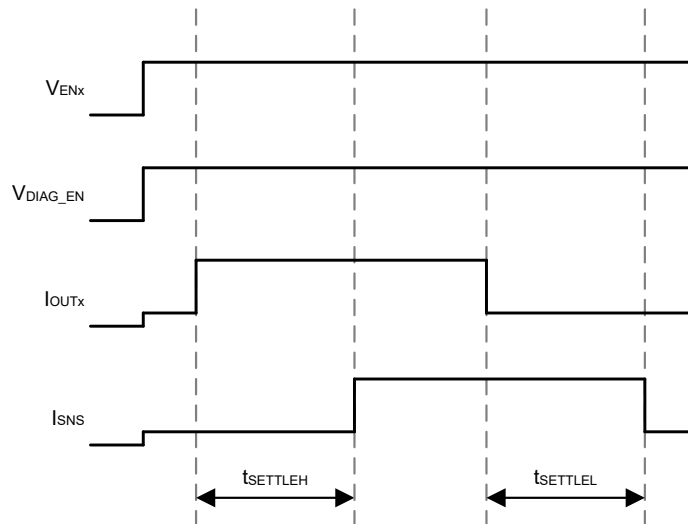 VENx
VDIAG_EN
IOUTx
ISNS
tSETTLEH
tSETTLEL